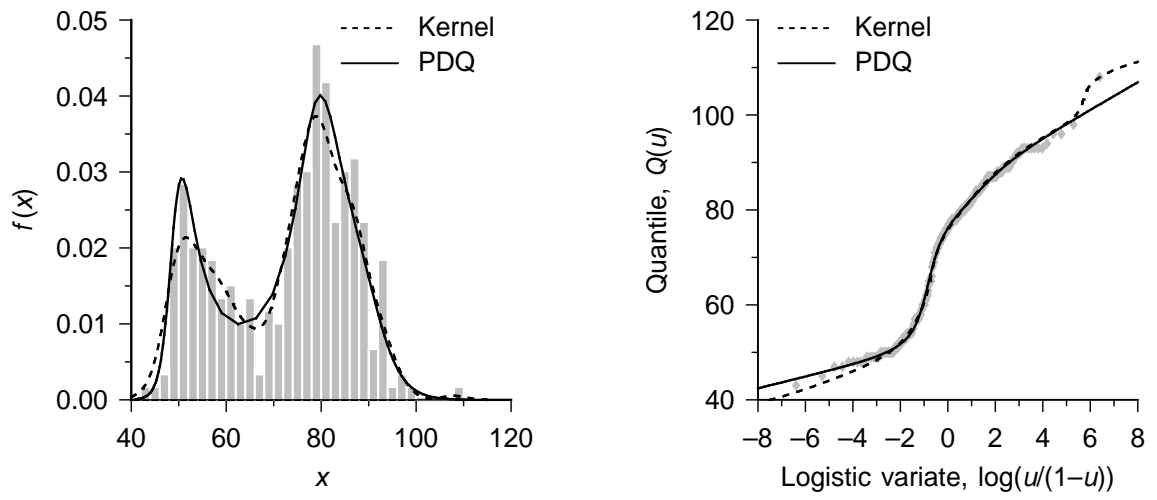 0.05
0.04
0.03
0.02
0.01
0.00
f (x)
Kernel
PDQ
40 60 80 100 120
x
120
100
80
60
40
Quantile, Q(u)
Kernel
PDQ
−8 −6 −4 −2 0 2 4 6 8
Logistic variate, log(u/(1−u))